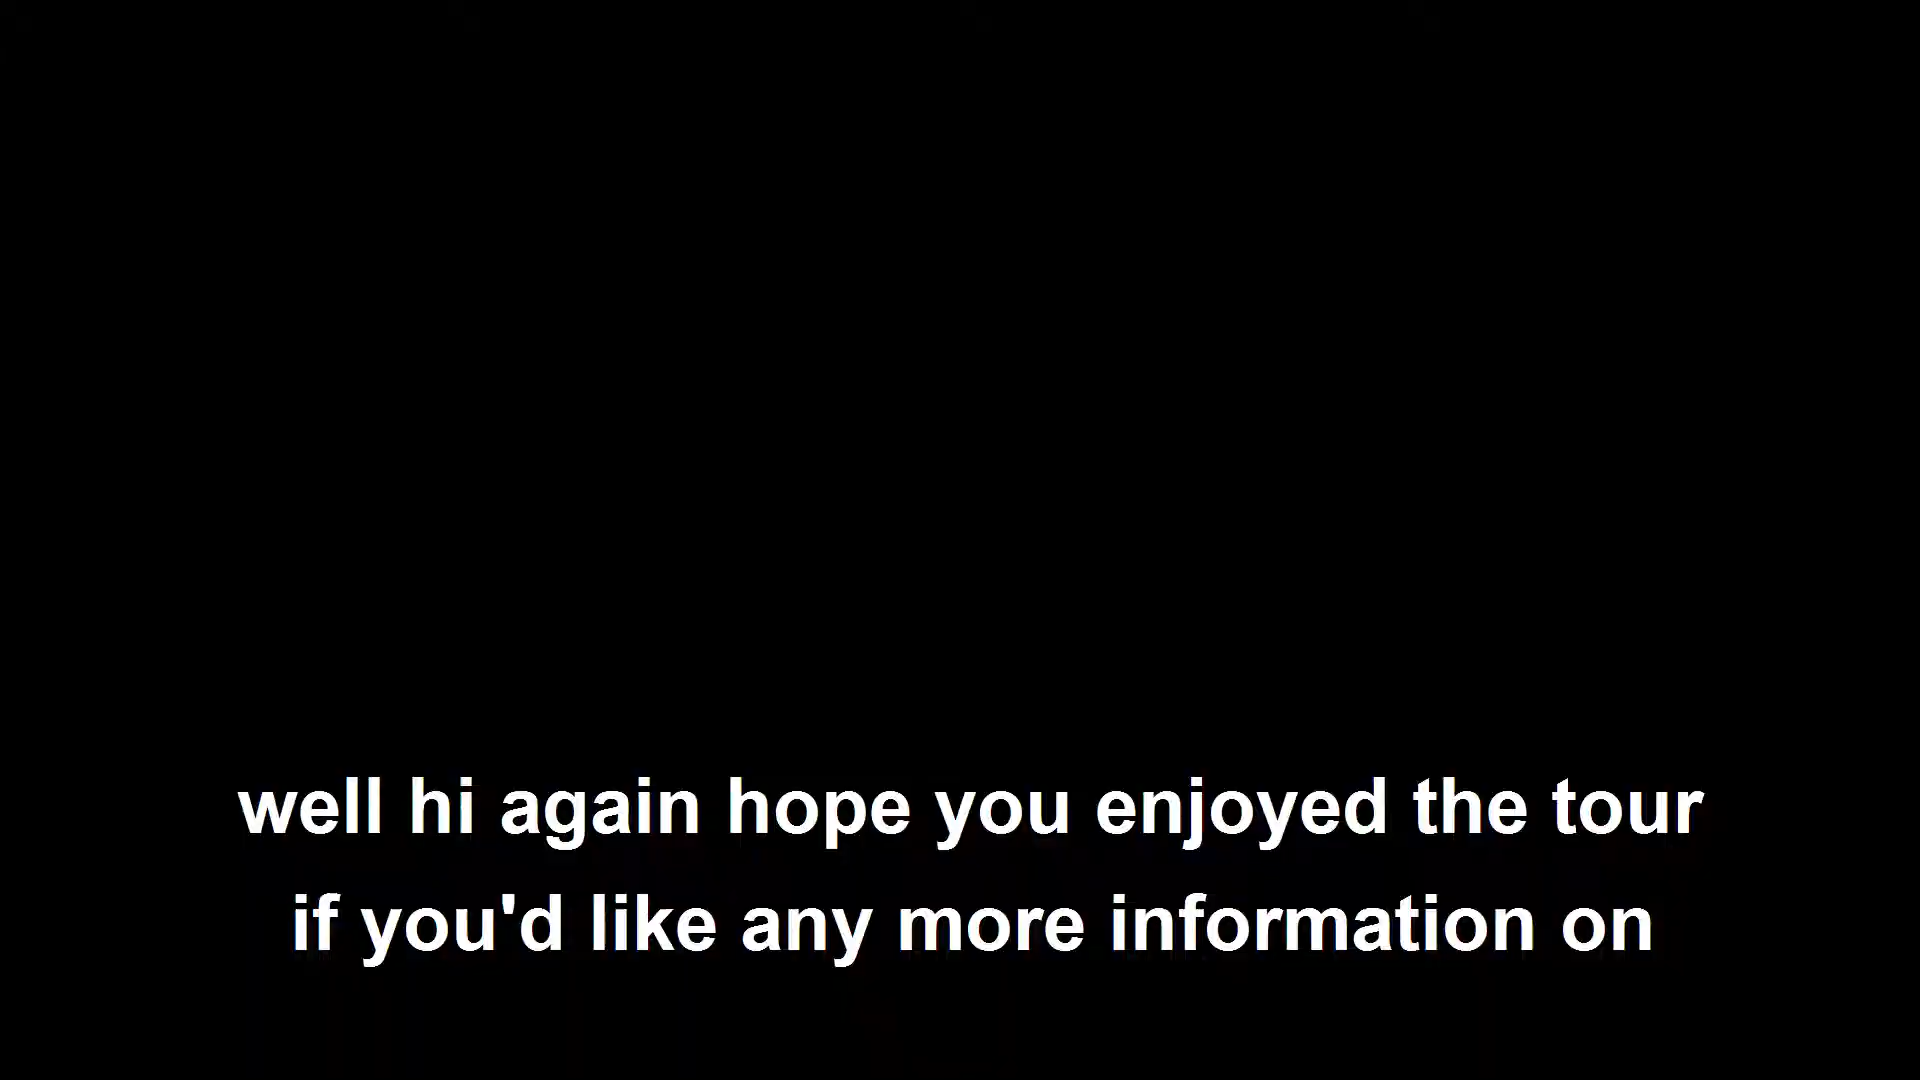 well hi again hope you enjoyed the tour
if you'd like any more information on